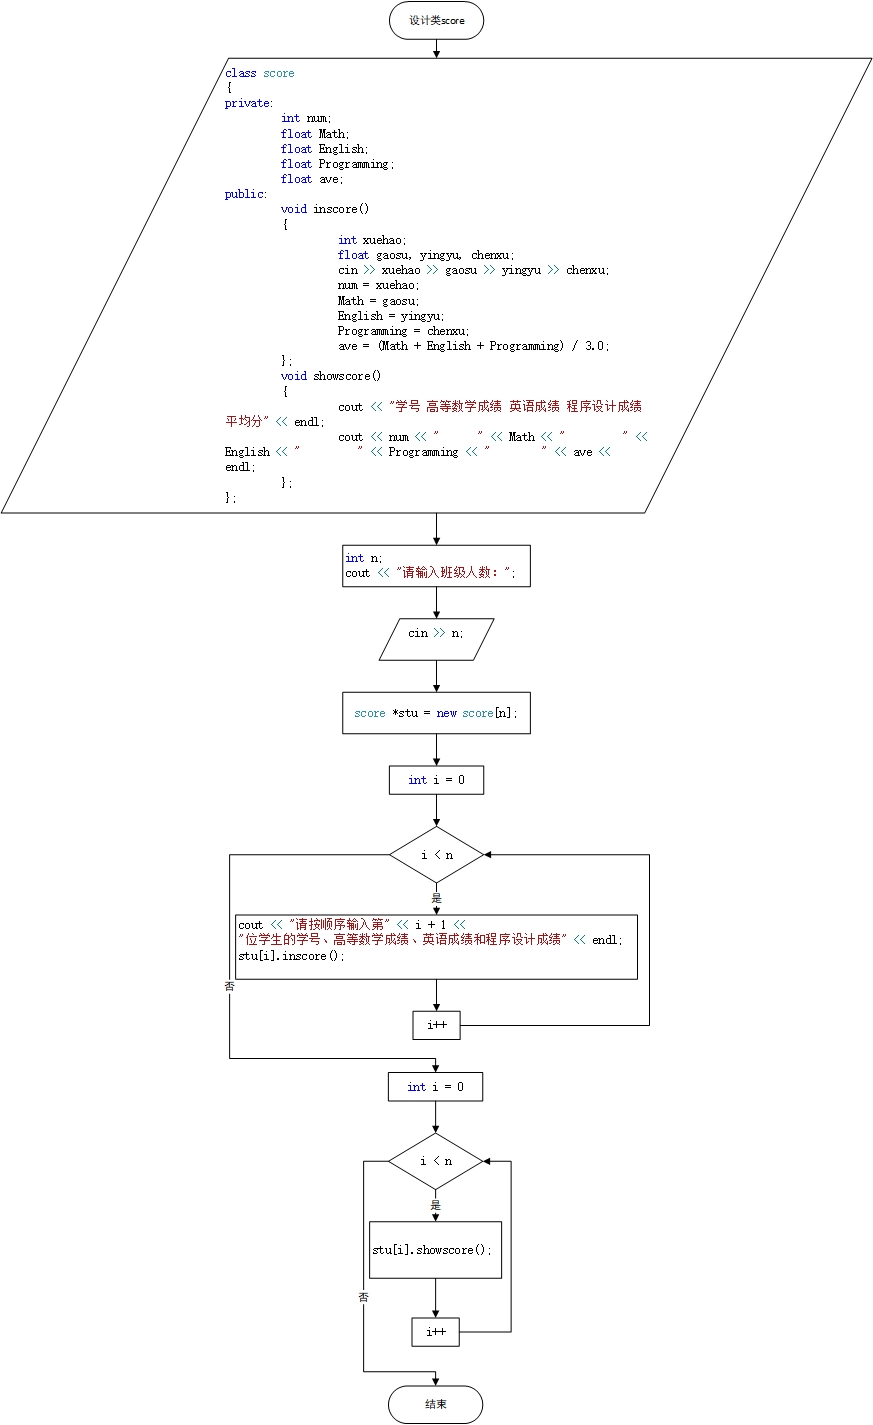 设计类score
class score
{
private:
int num;
float Math;
float English;
float Programming;
float ave;
public:
void inscore()
{
int xuehao;
float gaosu, yingyu, chenxu;
cin >> xuehao >> gaosu >> yingyu >> chenxu;
num = xuehao;
Math = gaosu;
English = yingyu;
Programming = chenxu;
ave = (Math + English + Programming) / 3.0;
};
void showscore()
{
cout << "学号 高等数学成绩 英语成绩 程序设计成绩
平均分" << endl;
cout << num << "      " << Math << "         " <<
English << "         " << Programming << "        " << ave <<
endl;
};
};
int n;
cout << "请输入班级人数：";
cin >> n;
score *stu = new score[n];
int i = 0
i < n
是
cout << "请按顺序输入第" << i + 1 <<
"位学生的学号、高等数学成绩、英语成绩和程序设计成绩" << endl;
stu[i].inscore();
否
i++
int i = 0
i < n
是
stu[i].showscore();
否
i++
结束